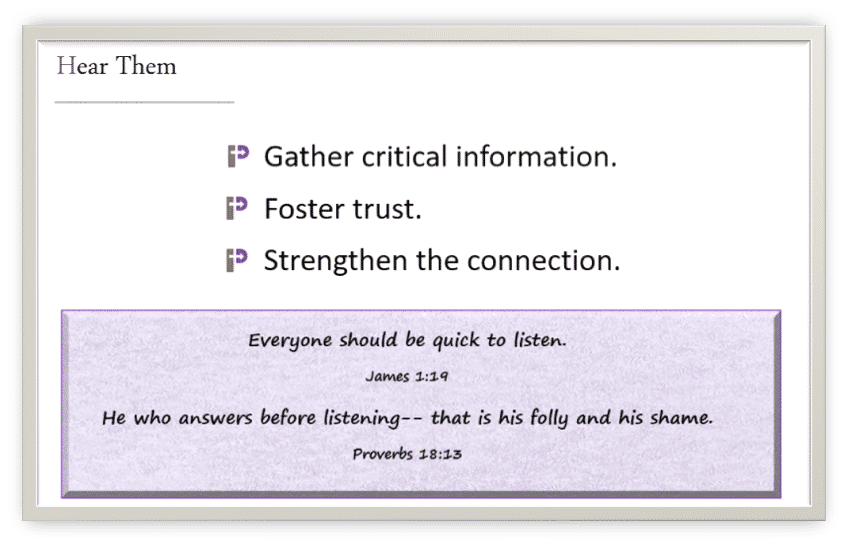 Hear Them
Gather critical information.
Foster trust.
Strengthen the connection.
Everyone should be quick to listen.
James 1:19
He who answers before listening-- that is his folly and his shame.
Proverbs 18:13